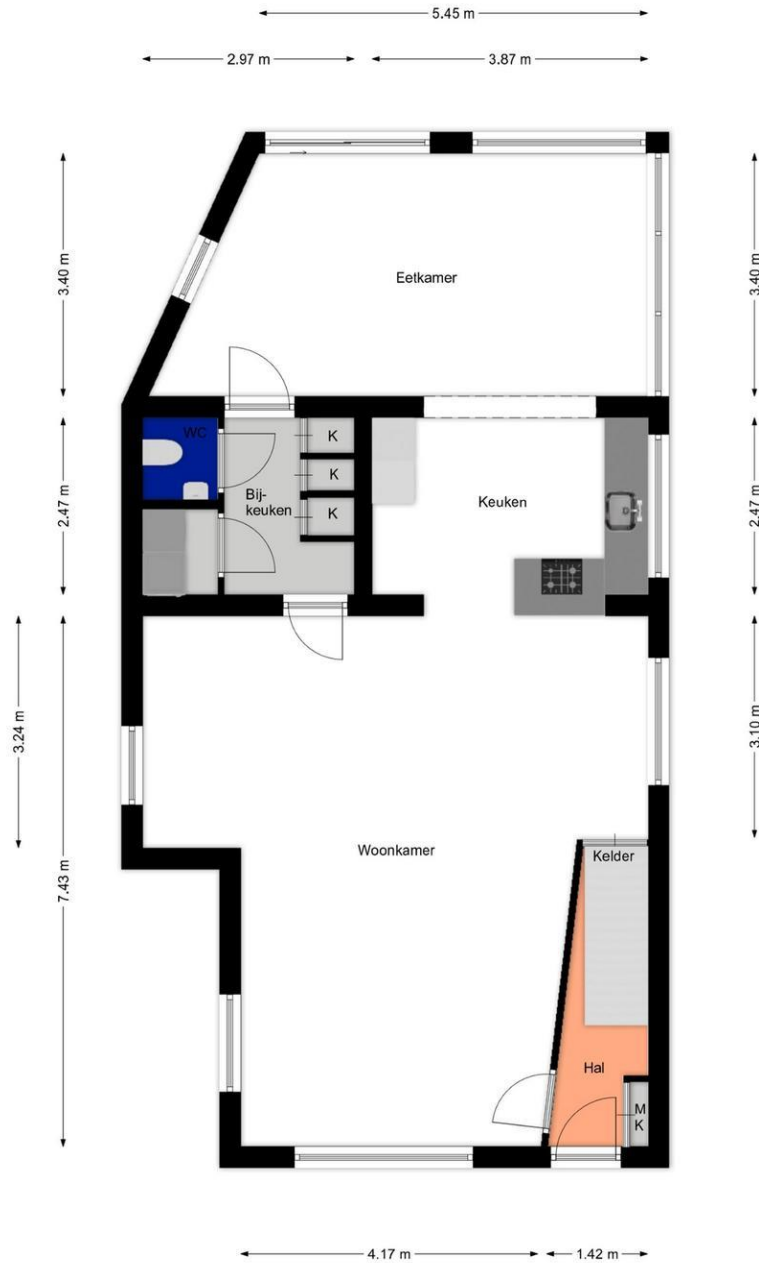 5.45 m
2.97 m
3.87 m
3.40 m
3.40 m
Eetkamer
WC
K
K
K
Bij-
keuken
Keuken
2.47 m
2.47 m
3.24 m
3.10 m
7.43 m
Woonkamer
Kelder
Hal
M
K
4.17 m
1.42 m